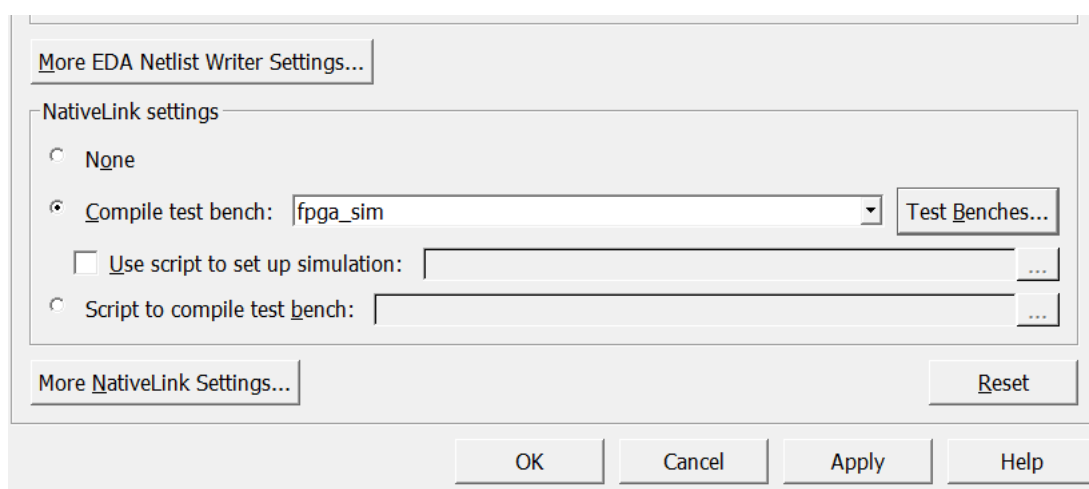 More EDA Netlist Writer Settings...
NativeLink settings
None
Compile test bench: fpga_sim Test Benches...
Use script to set up simulation: ...
Script to compile test bench: ...
More NativeLink Settings... Reset
OK Cancel Apply Help